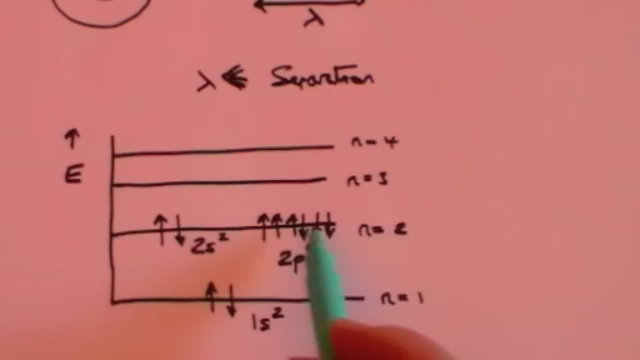 λ
λ ⋘ Separation
n=4
E
n=3
2s² n=2
2p
n=1
1s²